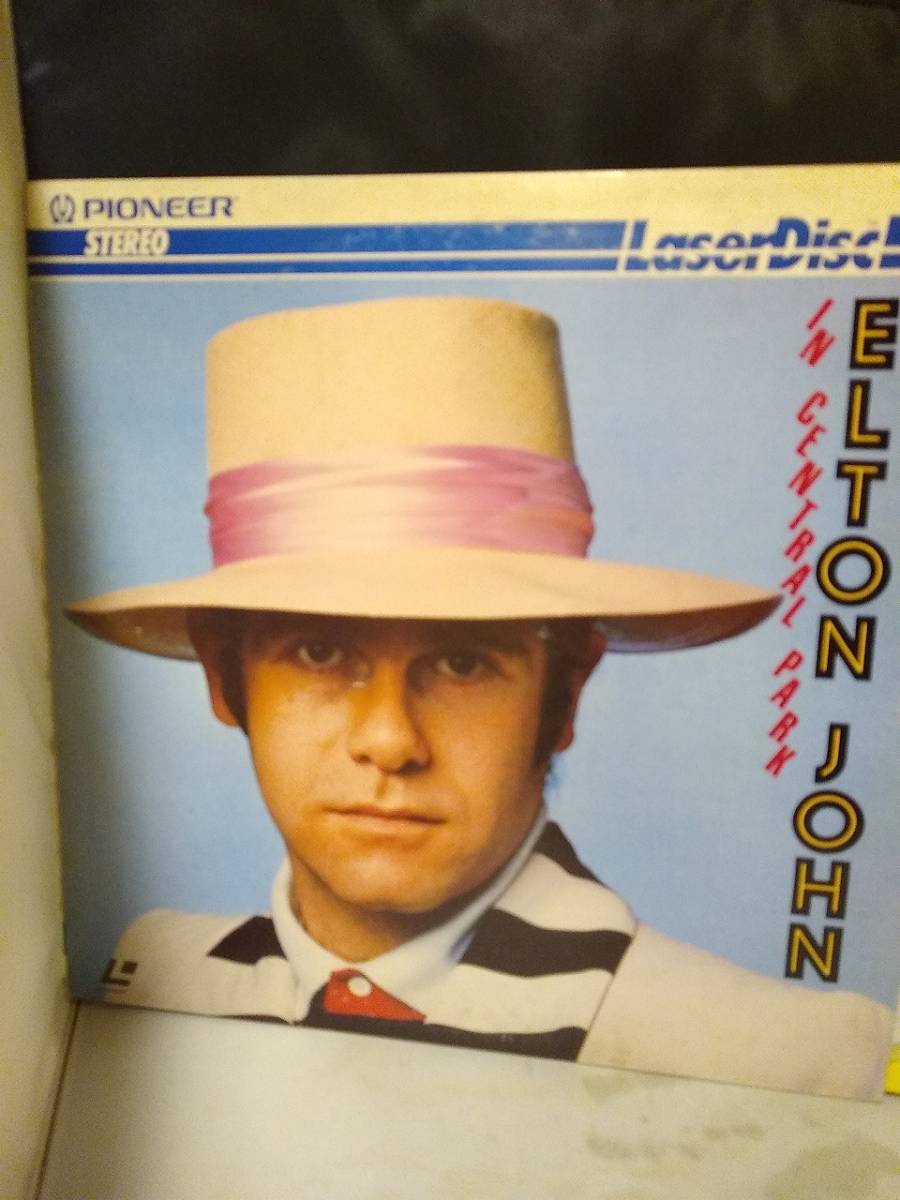 PIONEER
STEREO
LaserDisc
ELTON JOHN
IN CENTRAL PARK